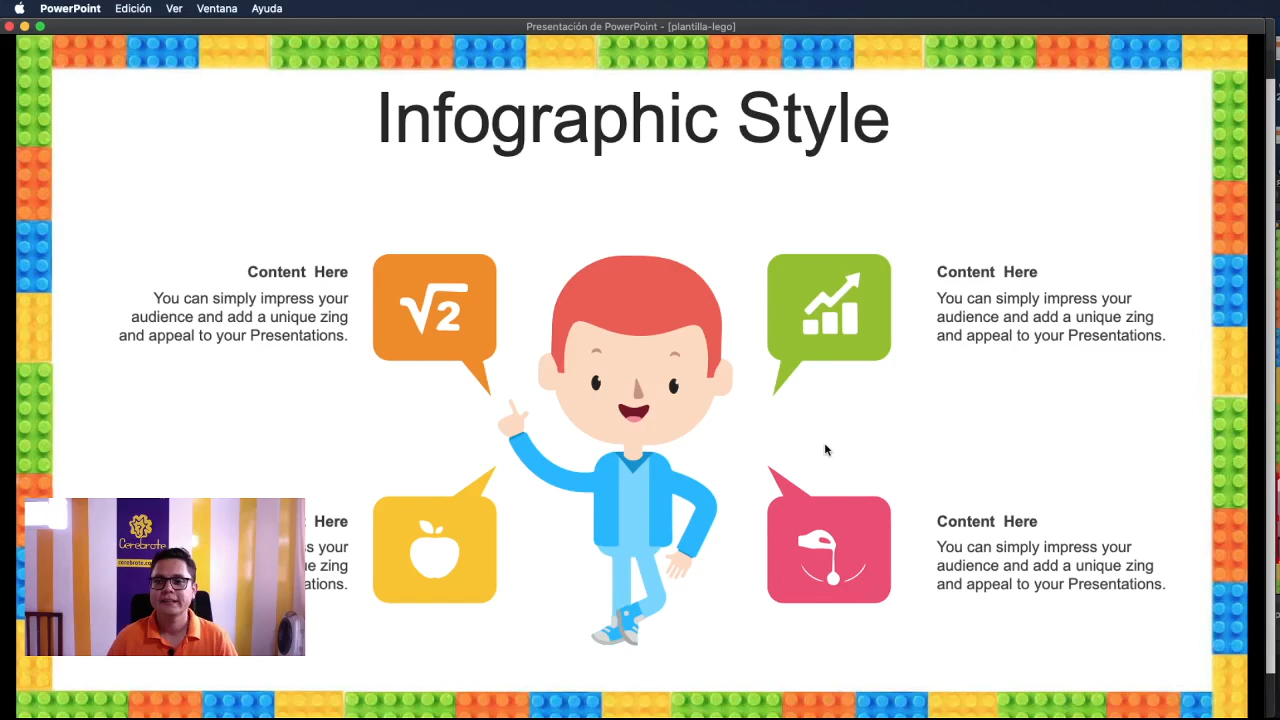 PowerPoint Edición Ver Ventana Ayuda
Presentación de PowerPoint - [plantilla-lego]
Infographic Style
Content Here
You can simply impress your
audience and add a unique zing
and appeal to your Presentations.
√2
Content Here
You can simply impress your
audience and add a unique zing
and appeal to your Presentations.
Here
s your
zing
ations.
Content Here
You can simply impress your
audience and add a unique zing
and appeal to your Presentations.
Cerebrote